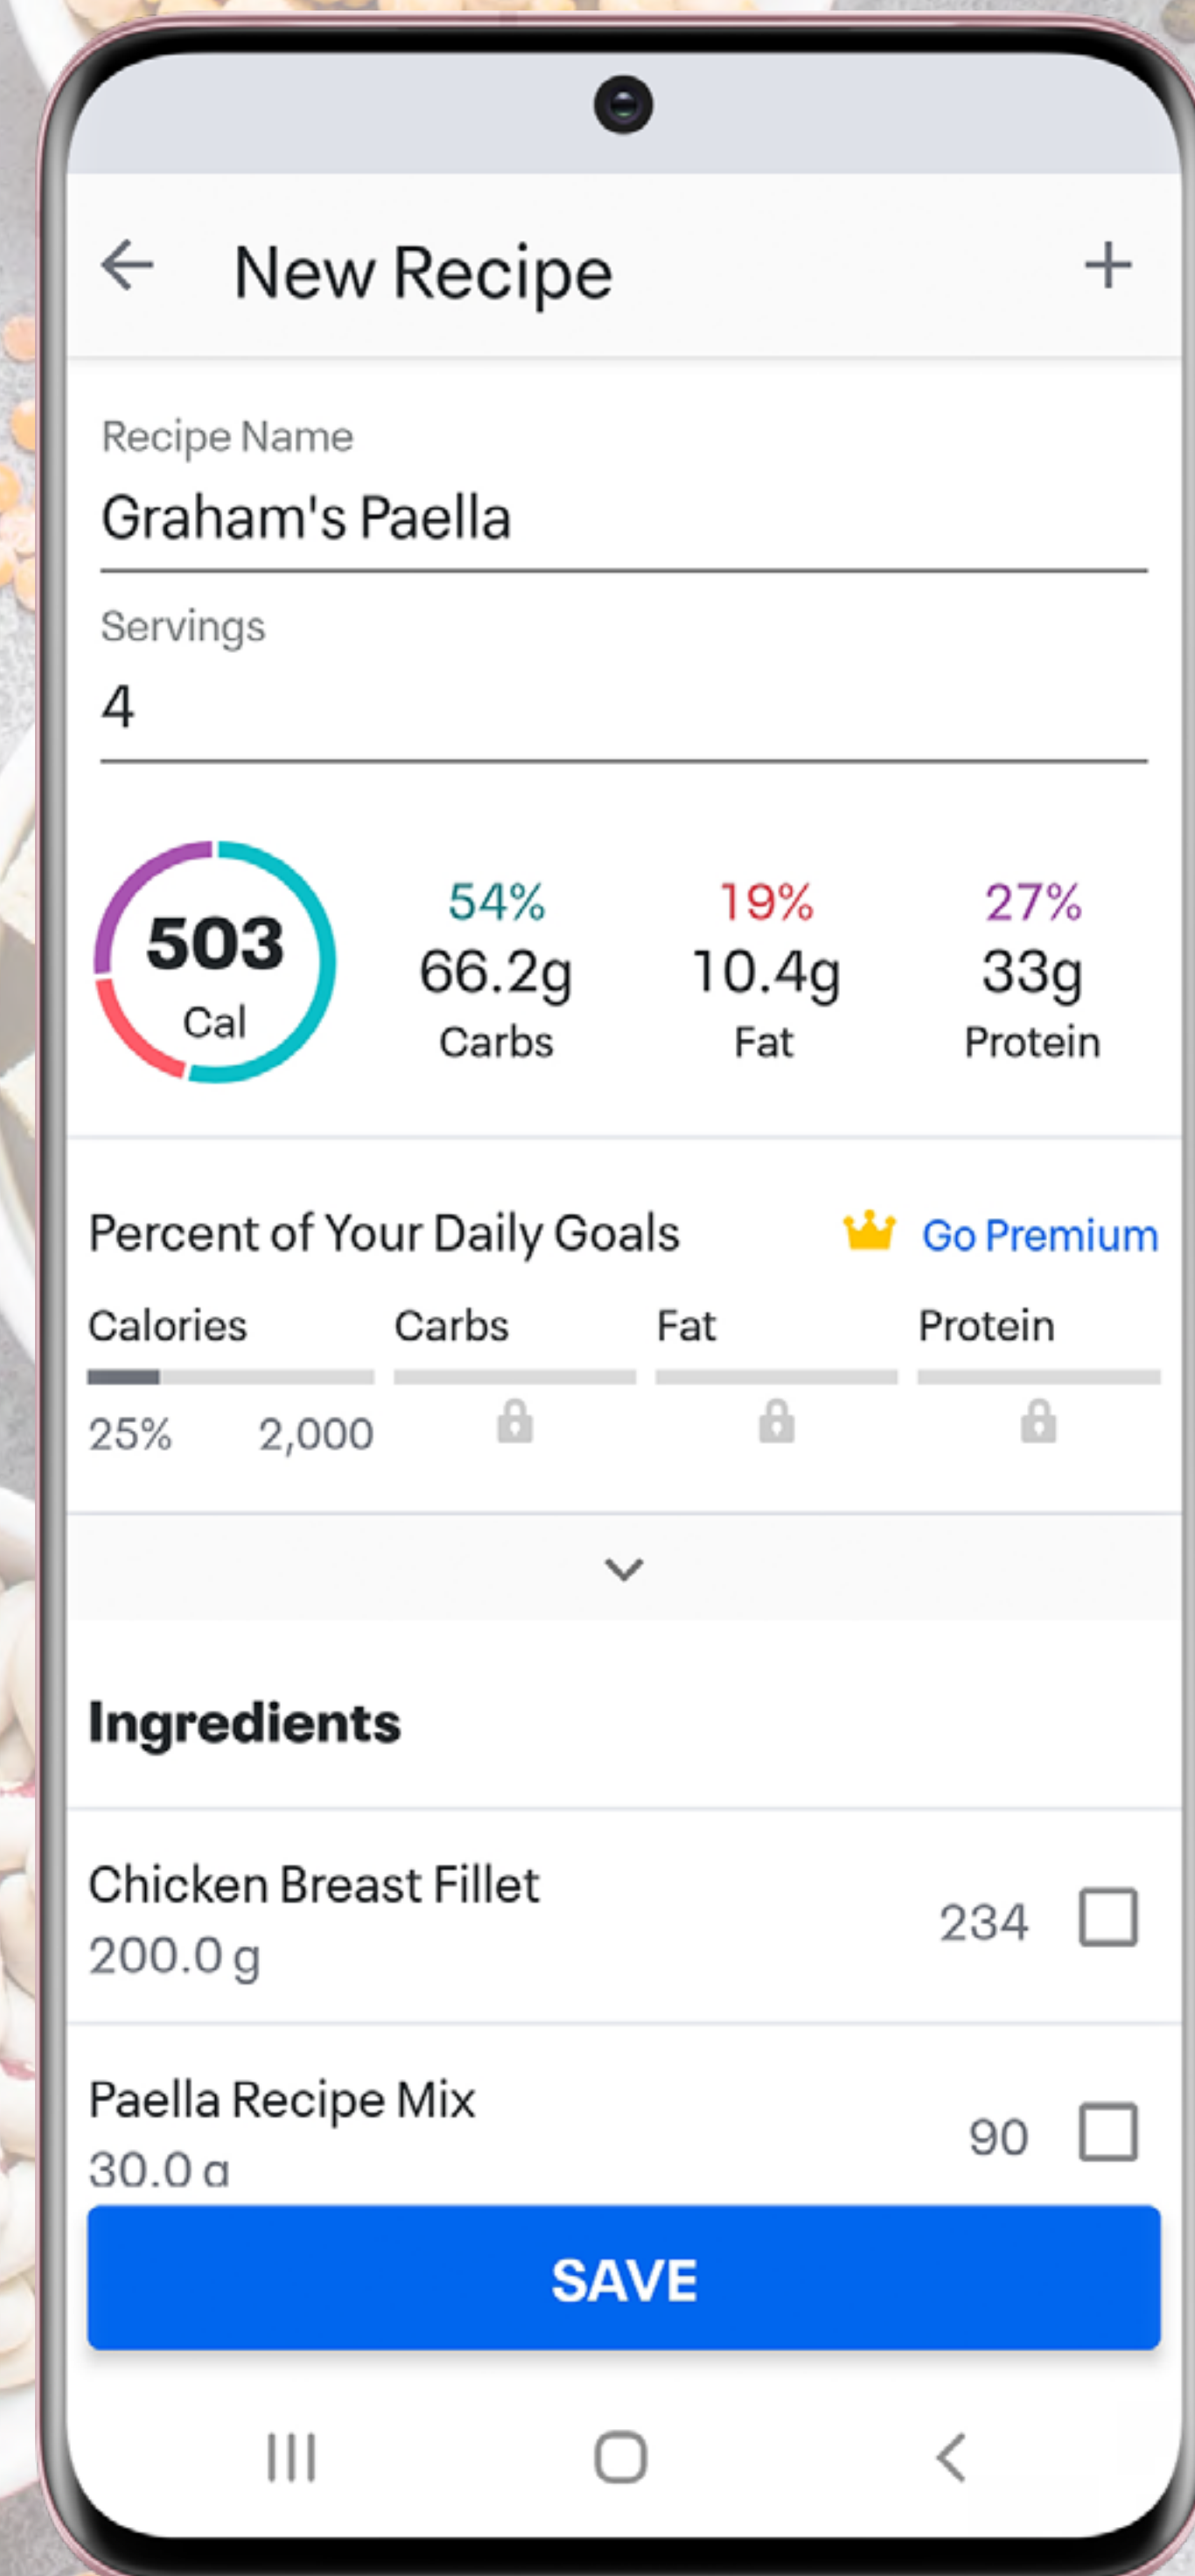 New Recipe
Recipe Name
Graham's Paella
Servings
4
503
Cal
54%
66.2g
Carbs
19%
10.4g
Fat
27%
33g
Protein
Percent of Your Daily Goals
Go Premium
Calories
Carbs
Fat
Protein
25%
2,000
Ingredients
Chicken Breast Fillet
200.0 g
234
Paella Recipe Mix
30.0 g
90
SAVE